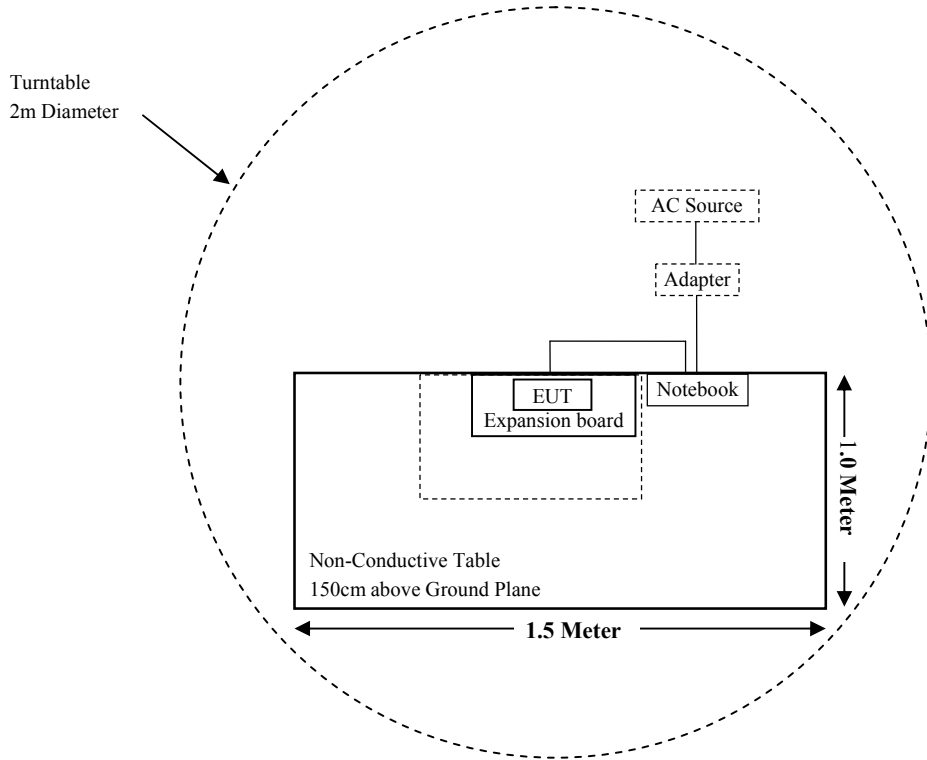 Turntable
2m Diameter
AC Source
Adapter
EUT
Notebook
Expansion board
1.0 Meter
Non-Conductive Table
150cm above Ground Plane
1.5 Meter